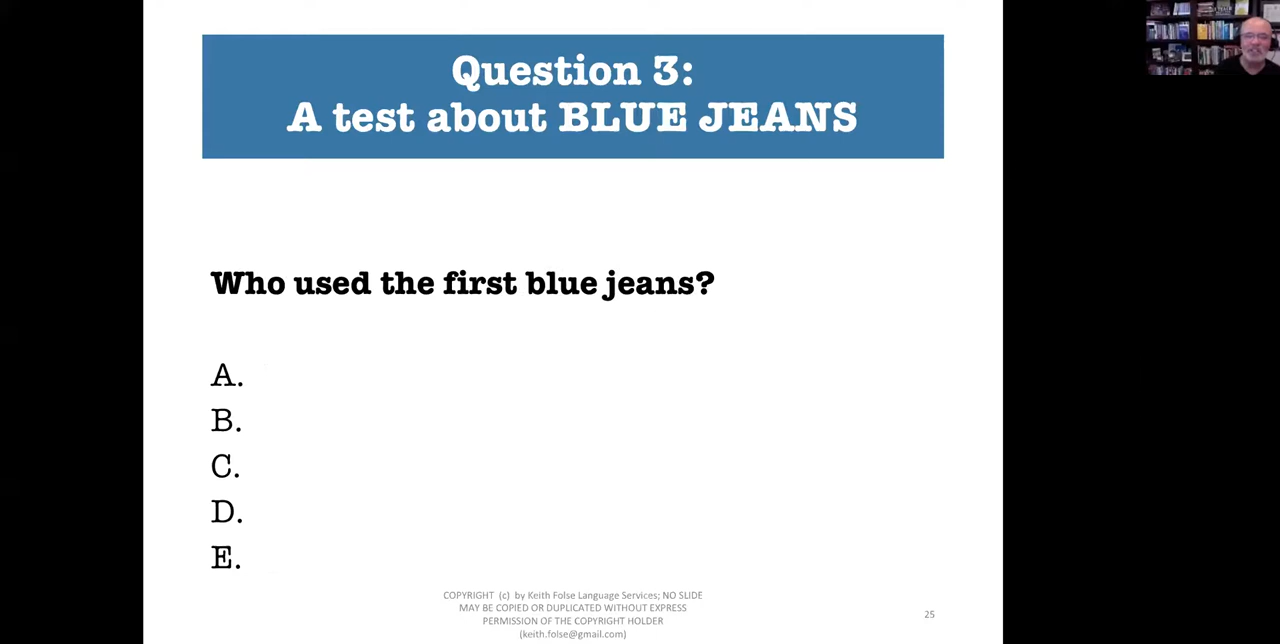 Question 3:
A test about BLUE JEANS
Who used the first blue jeans?
A.
B.
C.
D.
E.
COPYRIGHT (c) by Keith Folse Language Services; NO SLIDE
MAY BE COPIED OR DUPLICATED WITHOUT EXPRESS
PERMISSION OF THE COPYRIGHT HOLDER
(keith.folse@gmail.com)
25